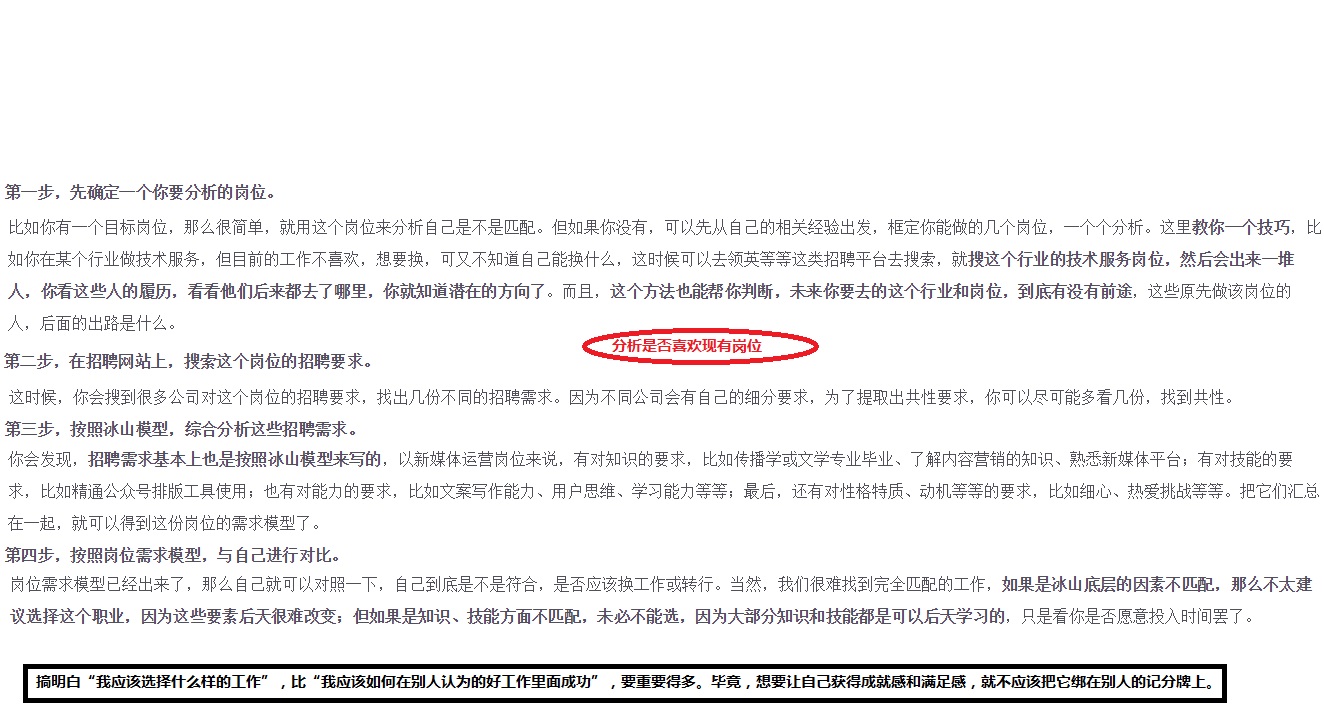 第一步，先确定一个你要分析的岗位。
比如你有一个目标岗位，那么很简单，就用这个岗位来分析自己是不是匹配。但如果你没有，可以先从自己的相关经验出发，框定你能做的几个岗位，一个个分析。这里教你一个技巧，比
如你在某个行业做技术服务，但目前的工作不喜欢，想要换，可又不知道自己能换什么，这时候可以去领英等等这类招聘平台去搜索，就搜这个行业的技术服务岗位，然后会出来一堆
人，你看这些人的履历，看看他们后来都去了哪里，你就知道潜在的方向了。而且，这个方法也能帮你判断，未来你要去的这个行业和岗位，到底有没有前途，这些原先做该岗位的
人，后面的出路是什么。
分析是否喜欢现有岗位
第二步，在招聘网站上，搜索这个岗位的招聘要求。
这时候，你会搜到很多公司对这个岗位的招聘要求，找出几份不同的招聘需求。因为不同公司会有自己的细分要求，为了提取出共性要求，你可以尽可能多看几份，找到共性。
第三步，按照冰山模型，综合分析这些招聘需求。
你会发现，招聘需求基本上也是按照冰山模型来写的，以新媒体运营岗位来说，有对知识的要求，比如传播学或文学专业毕业、了解内容营销的知识、熟悉新媒体平台；有对技能的要
求，比如精通公众号排版工具使用；也有对能力的要求，比如文案写作能力、用户思维、学习能力等等；最后，还有对性格特质、动机等等的要求，比如细心、热爱挑战等等。把它们汇总
在一起，就可以得到这份岗位的需求模型了。
第四步，按照岗位需求模型，与自己进行对比。
岗位需求模型已经出来了，那么自己就可以对照一下，自己到底是不是符合，是否应该换工作或转行。当然，我们很难找到完全匹配的工作，如果是冰山底层的因素不匹配，那么不太建
议选择这个职业，因为这些要素后天很难改变；但如果是知识、技能方面不匹配，未必不能选，因为大部分知识和技能都是可以后天学习的，只是看你是否愿意投入时间罢了。
搞明白“我应该选择什么样的工作”，比“我应该如何在别人认为的好工作里面成功”，要重要得多。毕竟，想要让自己获得成就感和满足感，就不应该把它绑在别人的记分牌上。